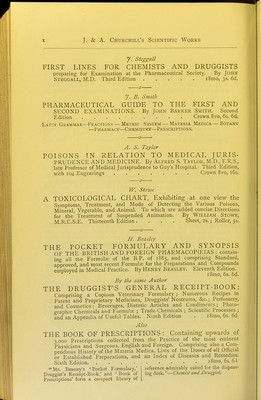 x J. & A. CHURCHILL'S SCIENTIFIC WORKS
J. Steggall
FIRST LINES FOR CHEMISTS AND DRUGGISTS
preparing for Examination at the Pharmaceutical Society. By JOHN
STEGGALL, M.D. Third Edition . . . . . 18mo, 3s. 6d.
J. B. Smith
PHARMACEUTICAL GUIDE TO THE FIRST AND
SECOND EXAMINATIONS. By JOHN BARKER SMITH. Second
Edition . . . . . Crown 8vo, 6s. 6d.
LATIN GRAMMAR—FRACTIONS—METRIC SYSTEM—MATERIA MEDICA—BOTANY
—PHARMACY—CHEMISTRY—PRESCRIPTIONS.
A. S. Taylor
POISONS IN RELATION TO MEDICAL JURIS-
PRUDENCE AND MEDICINE. By ALFRED S. TAYLOR, M.D., F.R.S.,
late Professor of Medical Jurisprudence to Guy's Hospital. Third Edition,
with 104 Engravings . . . . . Crown 8vo, 16s.
W. Stowe
A TOXICOLOGICAL CHART, Exhibiting at one view the
Symptoms, Treatment, and Mode of Detecting the Various Poisons,
Mineral, Vegetable, and Animal. To which are added concise Directions
for the Treatment of Suspended Animation. By WILLIAM STOWE,
M.R.C.S.E. Thirteenth Edition . . . Sheet, 2s.; Roller, 5s.
H. Beasley
THE POCKET FORMULARY AND SYNOPSIS
OF THE BRITISH AND FOREIGN PHARMACOPŒIAS: contain-
ing all the Formulæ of the B.P. of 1885, and comprising Standard,
approved, and most recent Formulæ for the Preparations and Compounds
employed in Medical Practice. By HENRY BEASLEY. Eleventh Edition.
18mo, 6s. 6d.
By the same Author
THE DRUGGIST'S GENERAL RECEIPT-BOOK:
Comprising a Copious Veterinary Formulary; Numerous Recipes in
Patent and Proprietary Medicines, Druggists' Nostrums, &c.; Perfumery,
and Cosmetics; Beverages, Dietetic Articles and Condiments; Photo-
graphic Chemicals and Formulæ; Trade Chemicals; Scientific Processes;
and an Appendix of Useful Tables. Ninth Edition . 18mo, 6s. 6d.
Also
THE BOOK OF PRESCRIPTIONS: Containing upwards of
3,000 Prescriptions collected from the Practice of the most eminent
Physicians and Surgeons, English and Foreign. Comprising also a Com-
pendious History of the Materia Medica, Lists of the Doses of all Official
or Established Preparations, and an Index of Diseases and Remedies.
Sixth Edition . . . . . 18mo, 6s. 6d.
"Mr. Beasley's 'Pocket Formulary,'
Druggist's Receipt-Book,' and 'Book of
Prescriptions' form a compact library of
reference admirably suited for the dispens-
ing desk."—Chemist and Druggist.